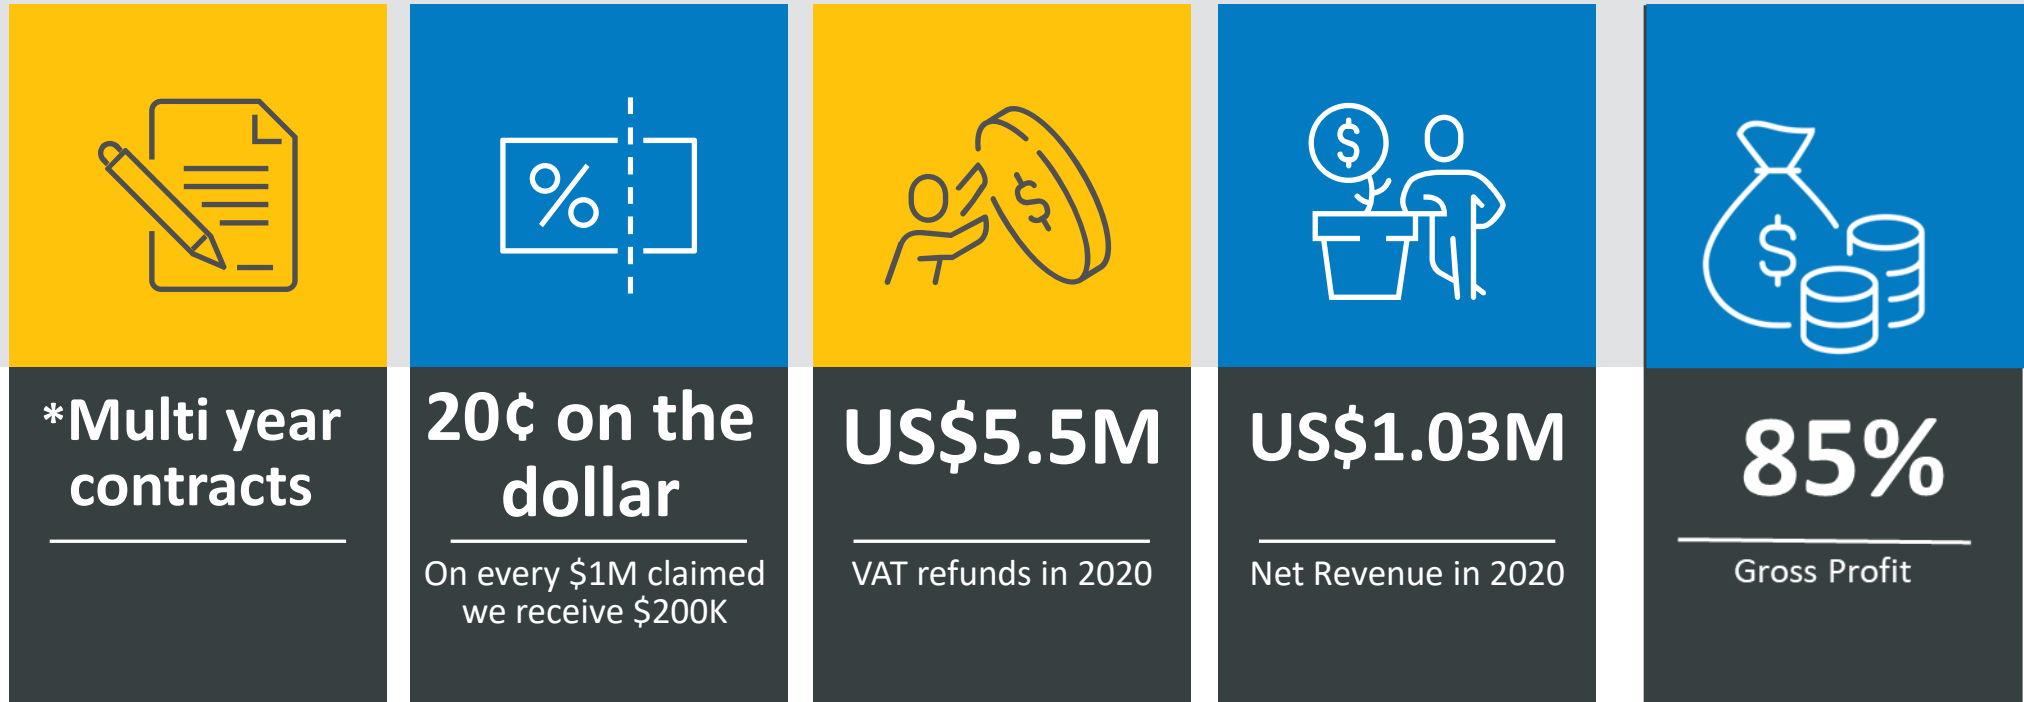 *Multi year
contracts
20¢ on the
dollar
On every $1M claimed
we receive $200K
US$5.5M
VAT refunds in 2020
US$1.03M
Net Revenue in 2020
85%
Gross Profit